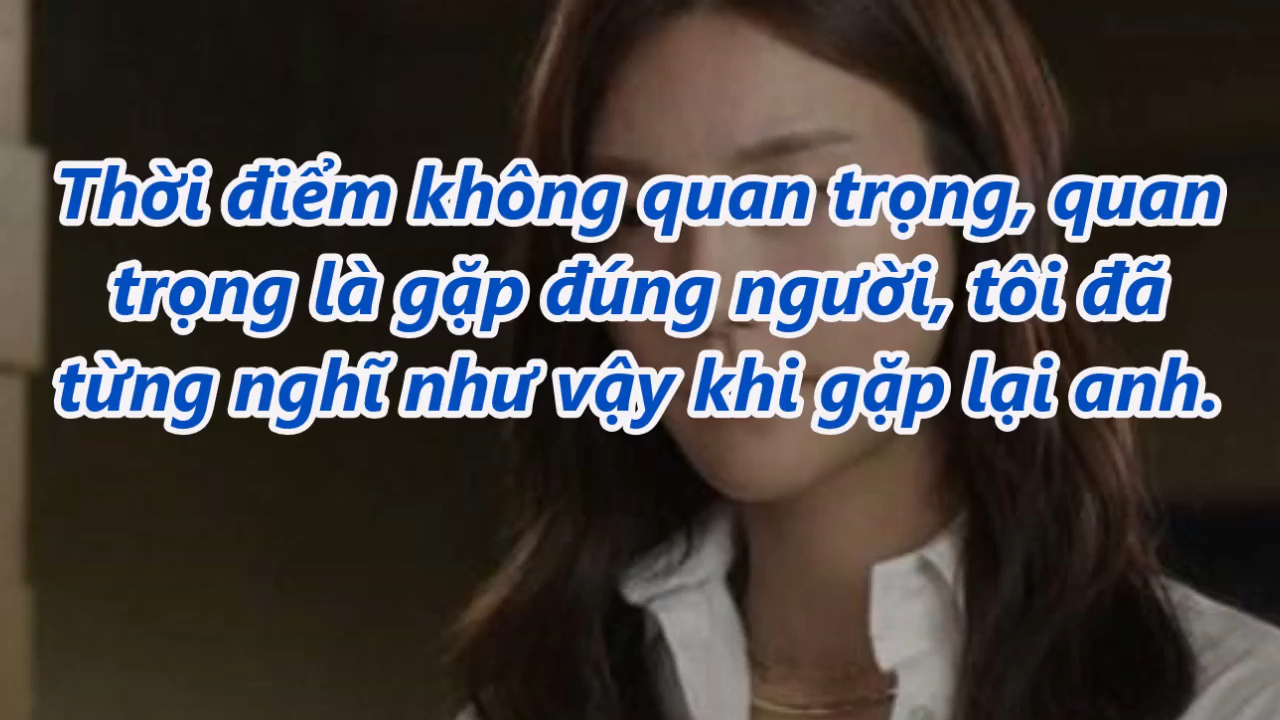 Thời điểm không quan trọng, quan
trọng là gặp đúng người, tôi đã
từng nghĩ như vậy khi gặp lại anh.